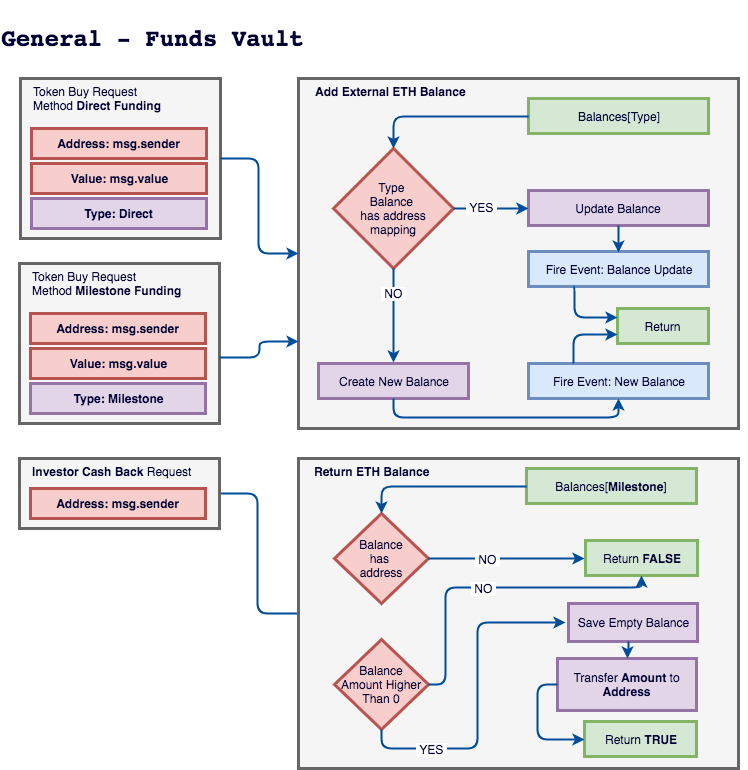 General - Funds Vault
Token Buy Request
Method Direct Funding
Address: msg.sender
Value: msg.value
Type: Direct
Token Buy Request
Method Milestone Funding
Address: msg.sender
Value: msg.value
Type: Milestone
Add External ETH Balance
Balances[Type]
Type
Balance
has address
mapping
YES
Update Balance
Fire Event: Balance Update
NO
Return
Create New Balance
Fire Event: New Balance
Investor Cash Back Request
Address: msg.sender
Return ETH Balance
Balances[Milestone]
Balance
has
address
NO
Return FALSE
NO
Save Empty Balance
Balance
Amount Higher
Than 0
Transfer Amount to
Address
YES
Return TRUE